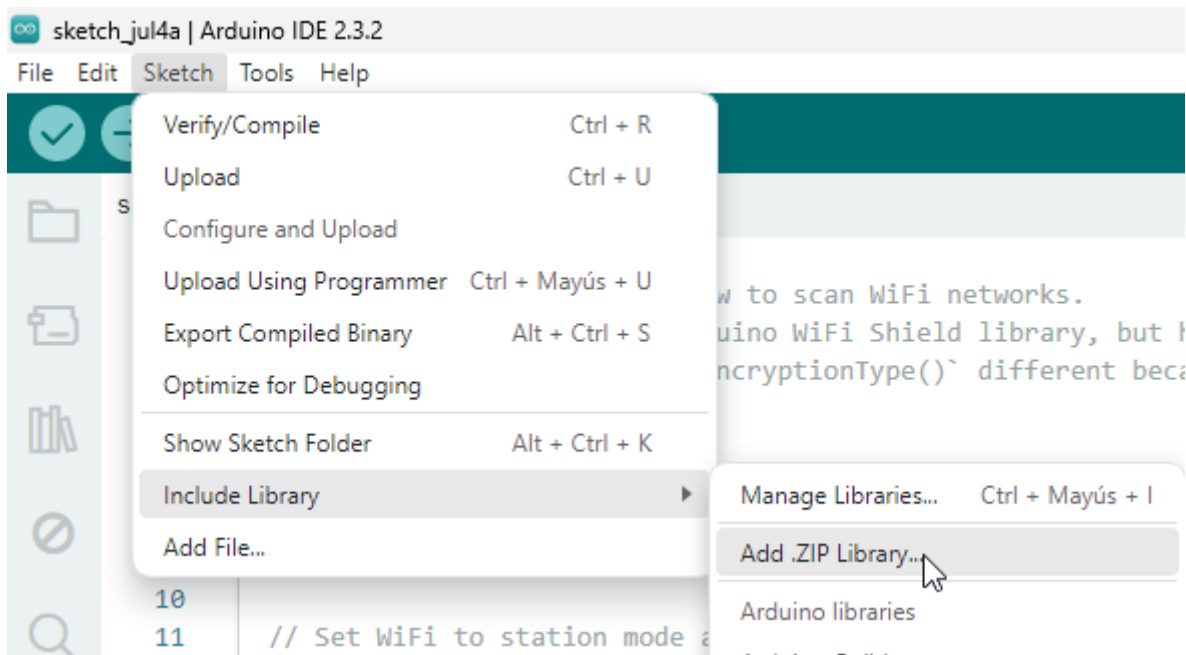 sketch_jul4a | Arduino IDE 2.3.2
File Edit Sketch Tools Help
Verify/Compile Ctrl + R
Upload Ctrl + U
s
Configure and Upload
Upload Using Programmer Ctrl + Mayús + U
w to scan WiFi networks.
Export Compiled Binary Alt + Ctrl + S
uino WiFi Shield library, but
Optimize for Debugging
ncryptionType()` different beca
Show Sketch Folder Alt + Ctrl + K
Include Library
Manage Libraries... Ctrl + Mayús + I
Add File...
Add .ZIP Library...
10
Arduino libraries
11 // Set WiFi to station mode